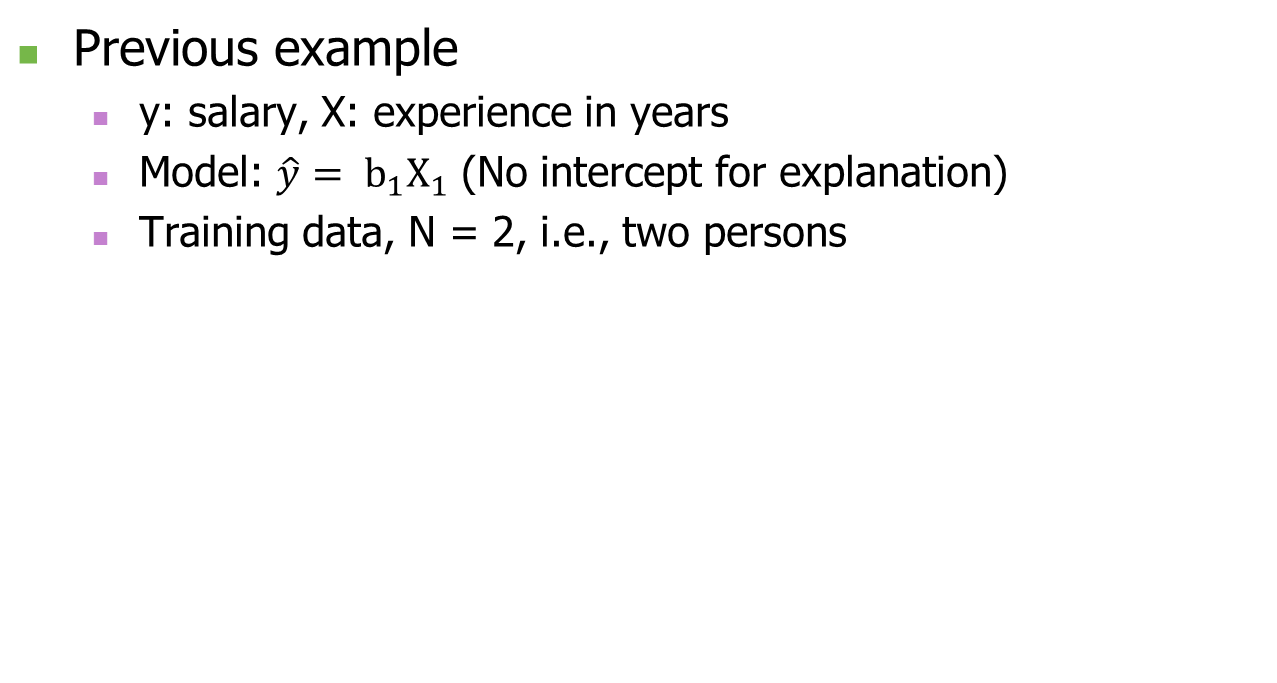 Previous example
y: salary, X: experience in years
Model: ŷ = b₁X₁ (No intercept for explanation)
Training data, N = 2, i.e., two persons